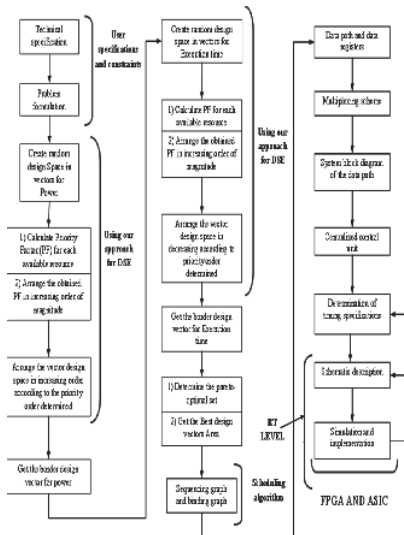 Technical
specification
Problem
formulation
Create random
design Space in
vectors for
Power
1) Calculate Priority
Factor(PF) for each
available resource
2) Arrange the obtained
PF in increasing order of
magnitude
Arrange the vector design
space in increasing order
according to the priority
order determined
Get the border design
vector for power
User
specifications
and constraints
Using our
approach
for DSE
Create random design
space in vectors for
Execution time
1) Calculate PF for each
available resource
2) Arrange the obtained
PF in increasing order of
magnitude
Arrange the vector
design space in
decreasing according to
priority order
determined
Get the border design
vector for Execution
time
1) Determine the pareto-
optimal set
2) Get the Best design
vectors Area
Sequencing graph
and binding graph
Using our
approach
for DSE
Scheduling
algorithm
Data path and data
registers
Multiplexing scheme
System block diagram
of the data path
Centralized control
unit
Determination of
timing specifications
Schematic description
Simulation and
implementation
RT
LEVEL
FPGA AND ASIC